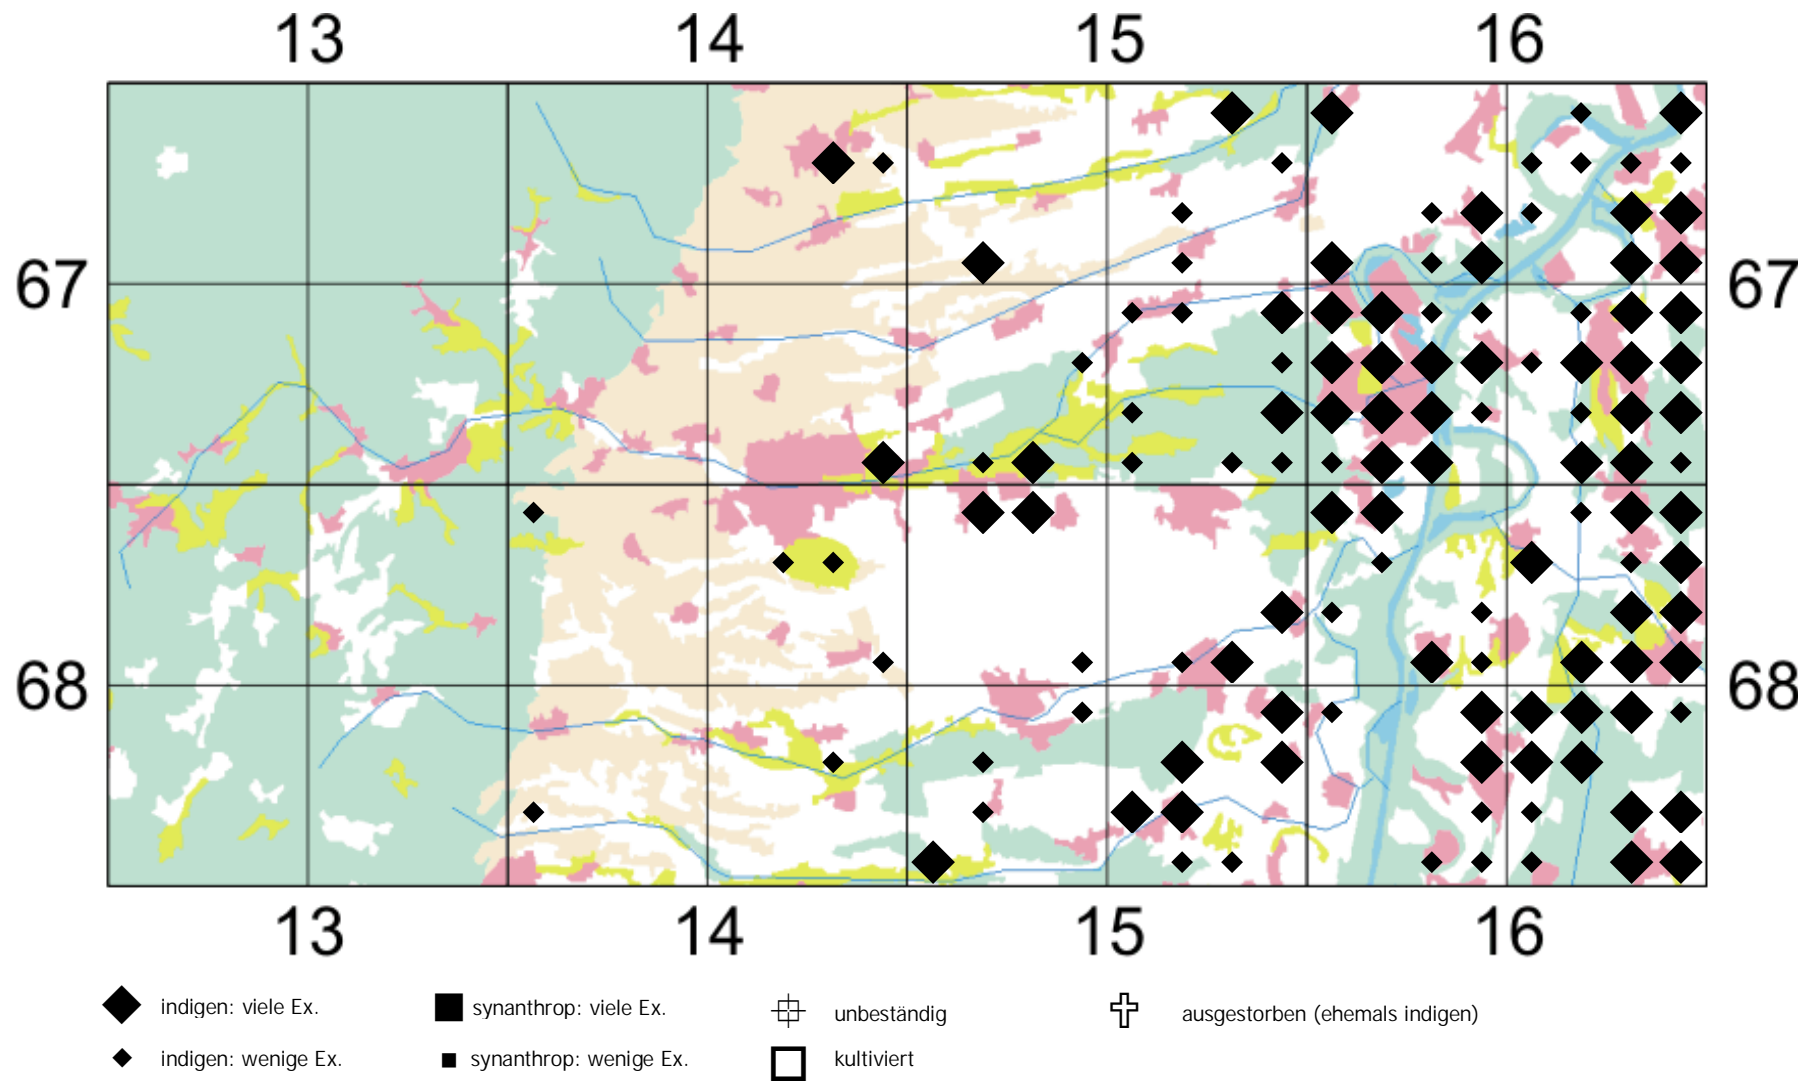 13 14 15 16
67 67
68 68
13 14 15 16
indigen: viele Ex. synanthrop: viele Ex. unbeständig ausgestorben (ehemals indigen)
indigen: wenige Ex. synanthrop: wenige Ex. kultiviert